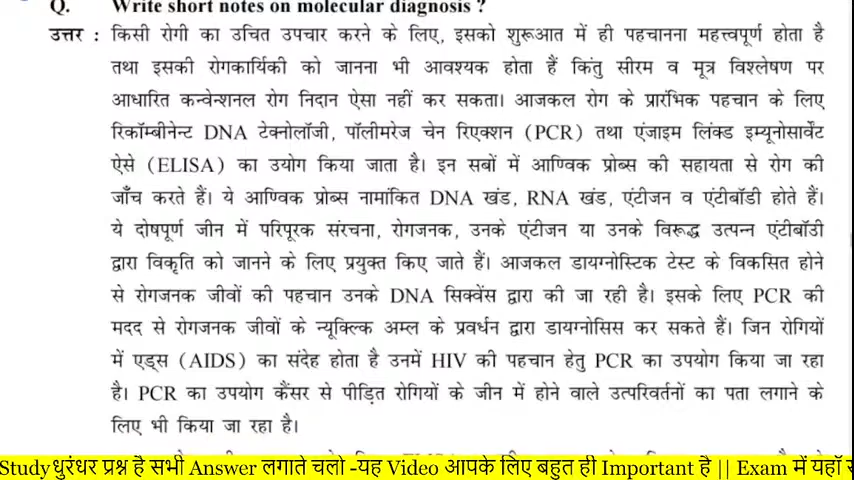 Q. Write short notes on molecular diagnosis ?
उत्तर : किसी रोगी का उचित उपचार करने के लिए, इसको शुरूआत में ही पहचानना महत्त्वपूर्ण होता है
तथा इसकी रोगकार्यिकी को जानना भी आवश्यक होता हैं किंतु सीरम व मूत्र विश्लेषण पर
आधारित कन्वेन्शनल रोग निदान ऐसा नहीं कर सकता। आजकल रोग के प्रारंभिक पहचान के लिए
रिकॉम्बीनेन्ट DNA टेक्नोलॉजी, पॉलीमरेज चेन रिएक्शन (PCR) तथा एंजाइम लिंक्ड इम्यूनोसार्वेंट
ऐसे (ELISA) का उयोग किया जाता है। इन सबों में आण्विक प्रोब्स की सहायता से रोग की
जाँच करते हैं। ये आण्विक प्रोब्स नामांकित DNA खंड, RNA खंड, एंटीजन व एंटीबॉडी होते हैं।
ये दोषपूर्ण जीन में परिपूरक संरचना, रोगजनक, उनके एंटीजन या उनके विरूद्ध उत्पन्न एंटीबॉडी
द्वारा विकृति को जानने के लिए प्रयुक्त किए जाते हैं। आजकल डायग्नोस्टिक टेस्ट के विकसित होने
से रोगजनक जीवों की पहचान उनके DNA सिक्वेंस द्वारा की जा रही है। इसके लिए PCR की
मदद से रोगजनक जीवों के न्यूक्लिक अम्ल के प्रवर्धन द्वारा डायग्नोसिस कर सकते हैं। जिन रोगियों
में एड्स (AIDS) का संदेह होता है उनमें HIV की पहचान हेतु PCR का उपयोग किया जा रहा
है। PCR का उपयोग कैंसर से पीड़ित रोगियों के जीन में होने वाले उत्परिवर्तनों का पता लगाने के
लिए भी किया जा रहा है।
Study धुरंधर प्रश्न है सभी Answer लगाते चलो -यह Video आपके लिए बहुत ही Important है || Exam में यहाँ